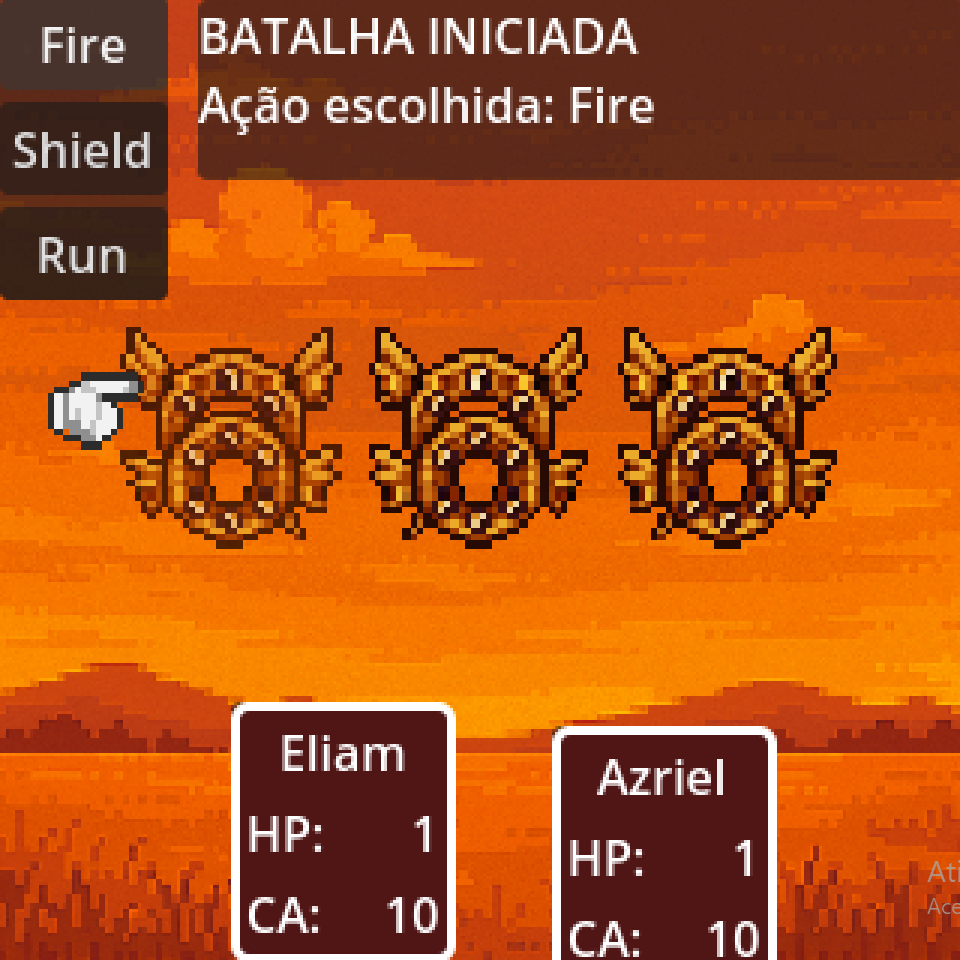 Fire
Shield
Run
BATALHA INICIADA
Ação escolhida: Fire
Eliam
HP: 1
CA: 10
Azriel
HP: 1
CA: 10